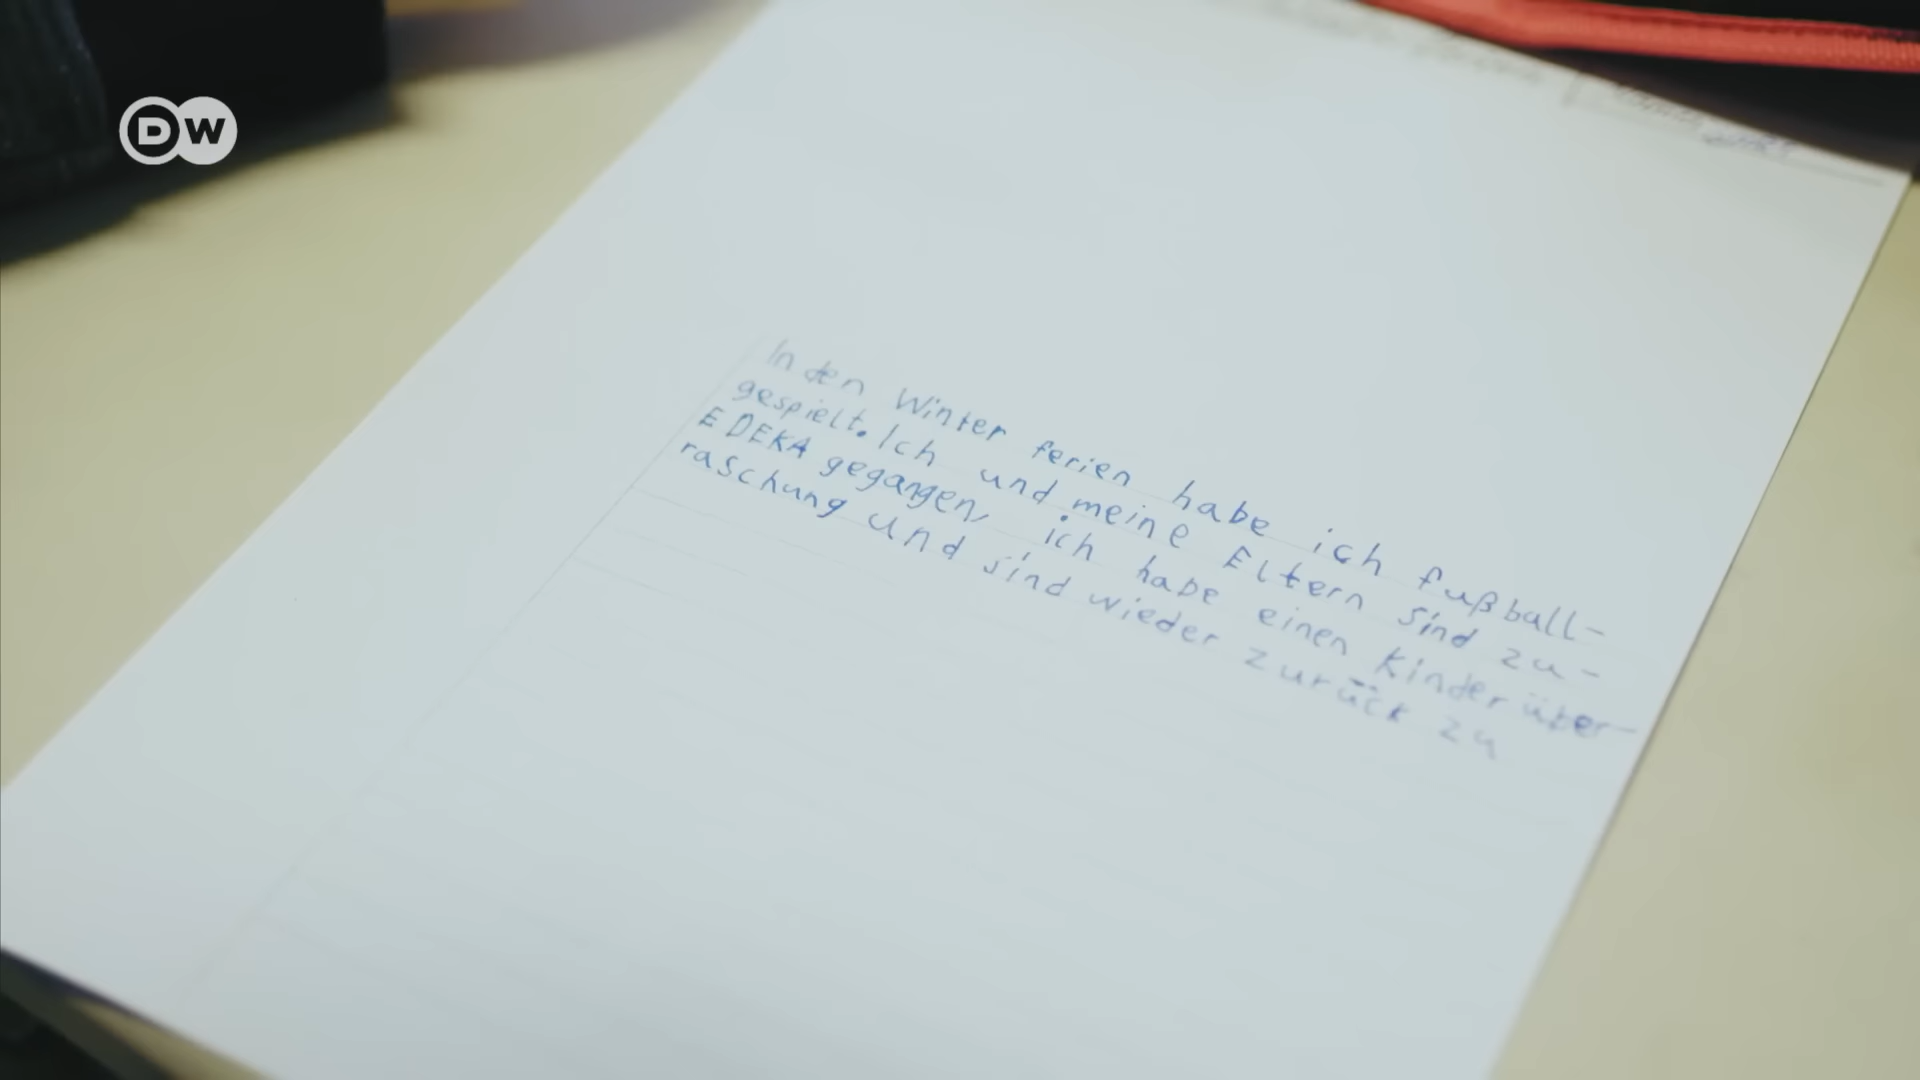 DW
In den Winter ferien habe ich fußball-
gespielt. Ich und meine Eltern sind zu-
EDEKA gegangen, ich habe einen Kinderüber-
raschung und sind wieder zurück zu